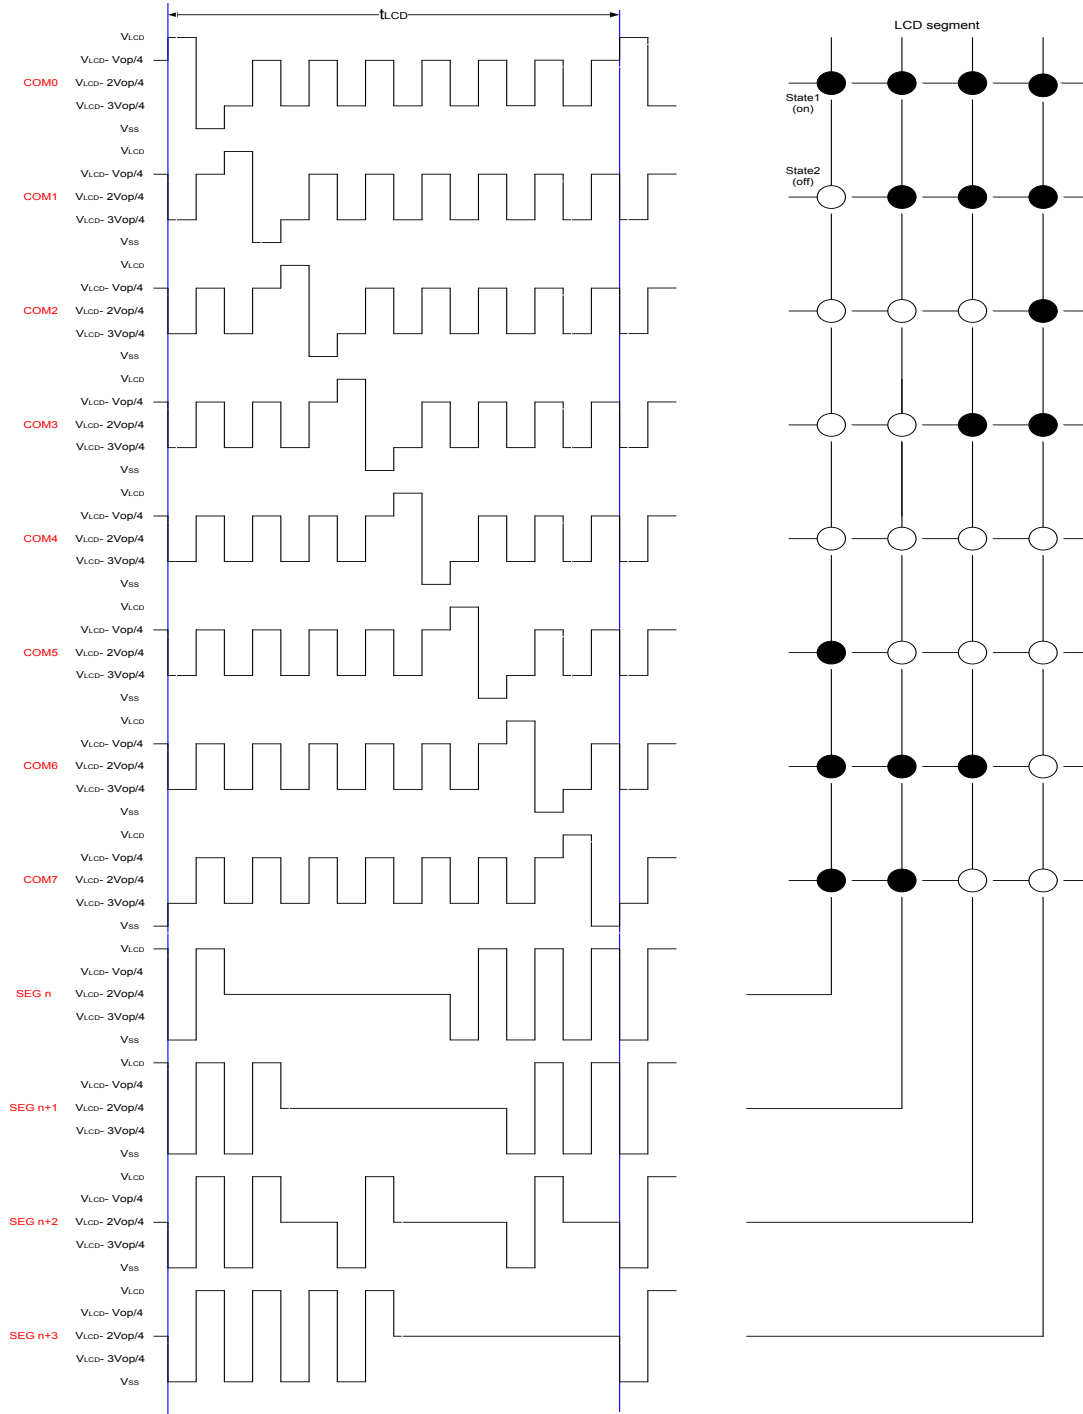 tLCD
LCD segment
VLCD
VLCD- Vop/4
COM0 VLCD- 2Vop/4
VLCD- 3Vop/4
VSS
State1
(on)
VLCD
VLCD- Vop/4
COM1 VLCD- 2Vop/4
VLCD- 3Vop/4
VSS
State2
(off)
VLCD
VLCD- Vop/4
COM2 VLCD- 2Vop/4
VLCD- 3Vop/4
VSS
VLCD
VLCD- Vop/4
COM3 VLCD- 2Vop/4
VLCD- 3Vop/4
VSS
VLCD
VLCD- Vop/4
COM4 VLCD- 2Vop/4
VLCD- 3Vop/4
VSS
VLCD
VLCD- Vop/4
COM5 VLCD- 2Vop/4
VLCD- 3Vop/4
VSS
VLCD
VLCD- Vop/4
COM6 VLCD- 2Vop/4
VLCD- 3Vop/4
VSS
VLCD
VLCD- Vop/4
COM7 VLCD- 2Vop/4
VLCD- 3Vop/4
VSS
VLCD
VLCD- Vop/4
SEG n VLCD- 2Vop/4
VLCD- 3Vop/4
VSS
VLCD
VLCD- Vop/4
SEG n+1 VLCD- 2Vop/4
VLCD- 3Vop/4
VSS
VLCD
VLCD- Vop/4
SEG n+2 VLCD- 2Vop/4
VLCD- 3Vop/4
VSS
VLCD
VLCD- Vop/4
SEG n+3 VLCD- 2Vop/4
VLCD- 3Vop/4
VSS